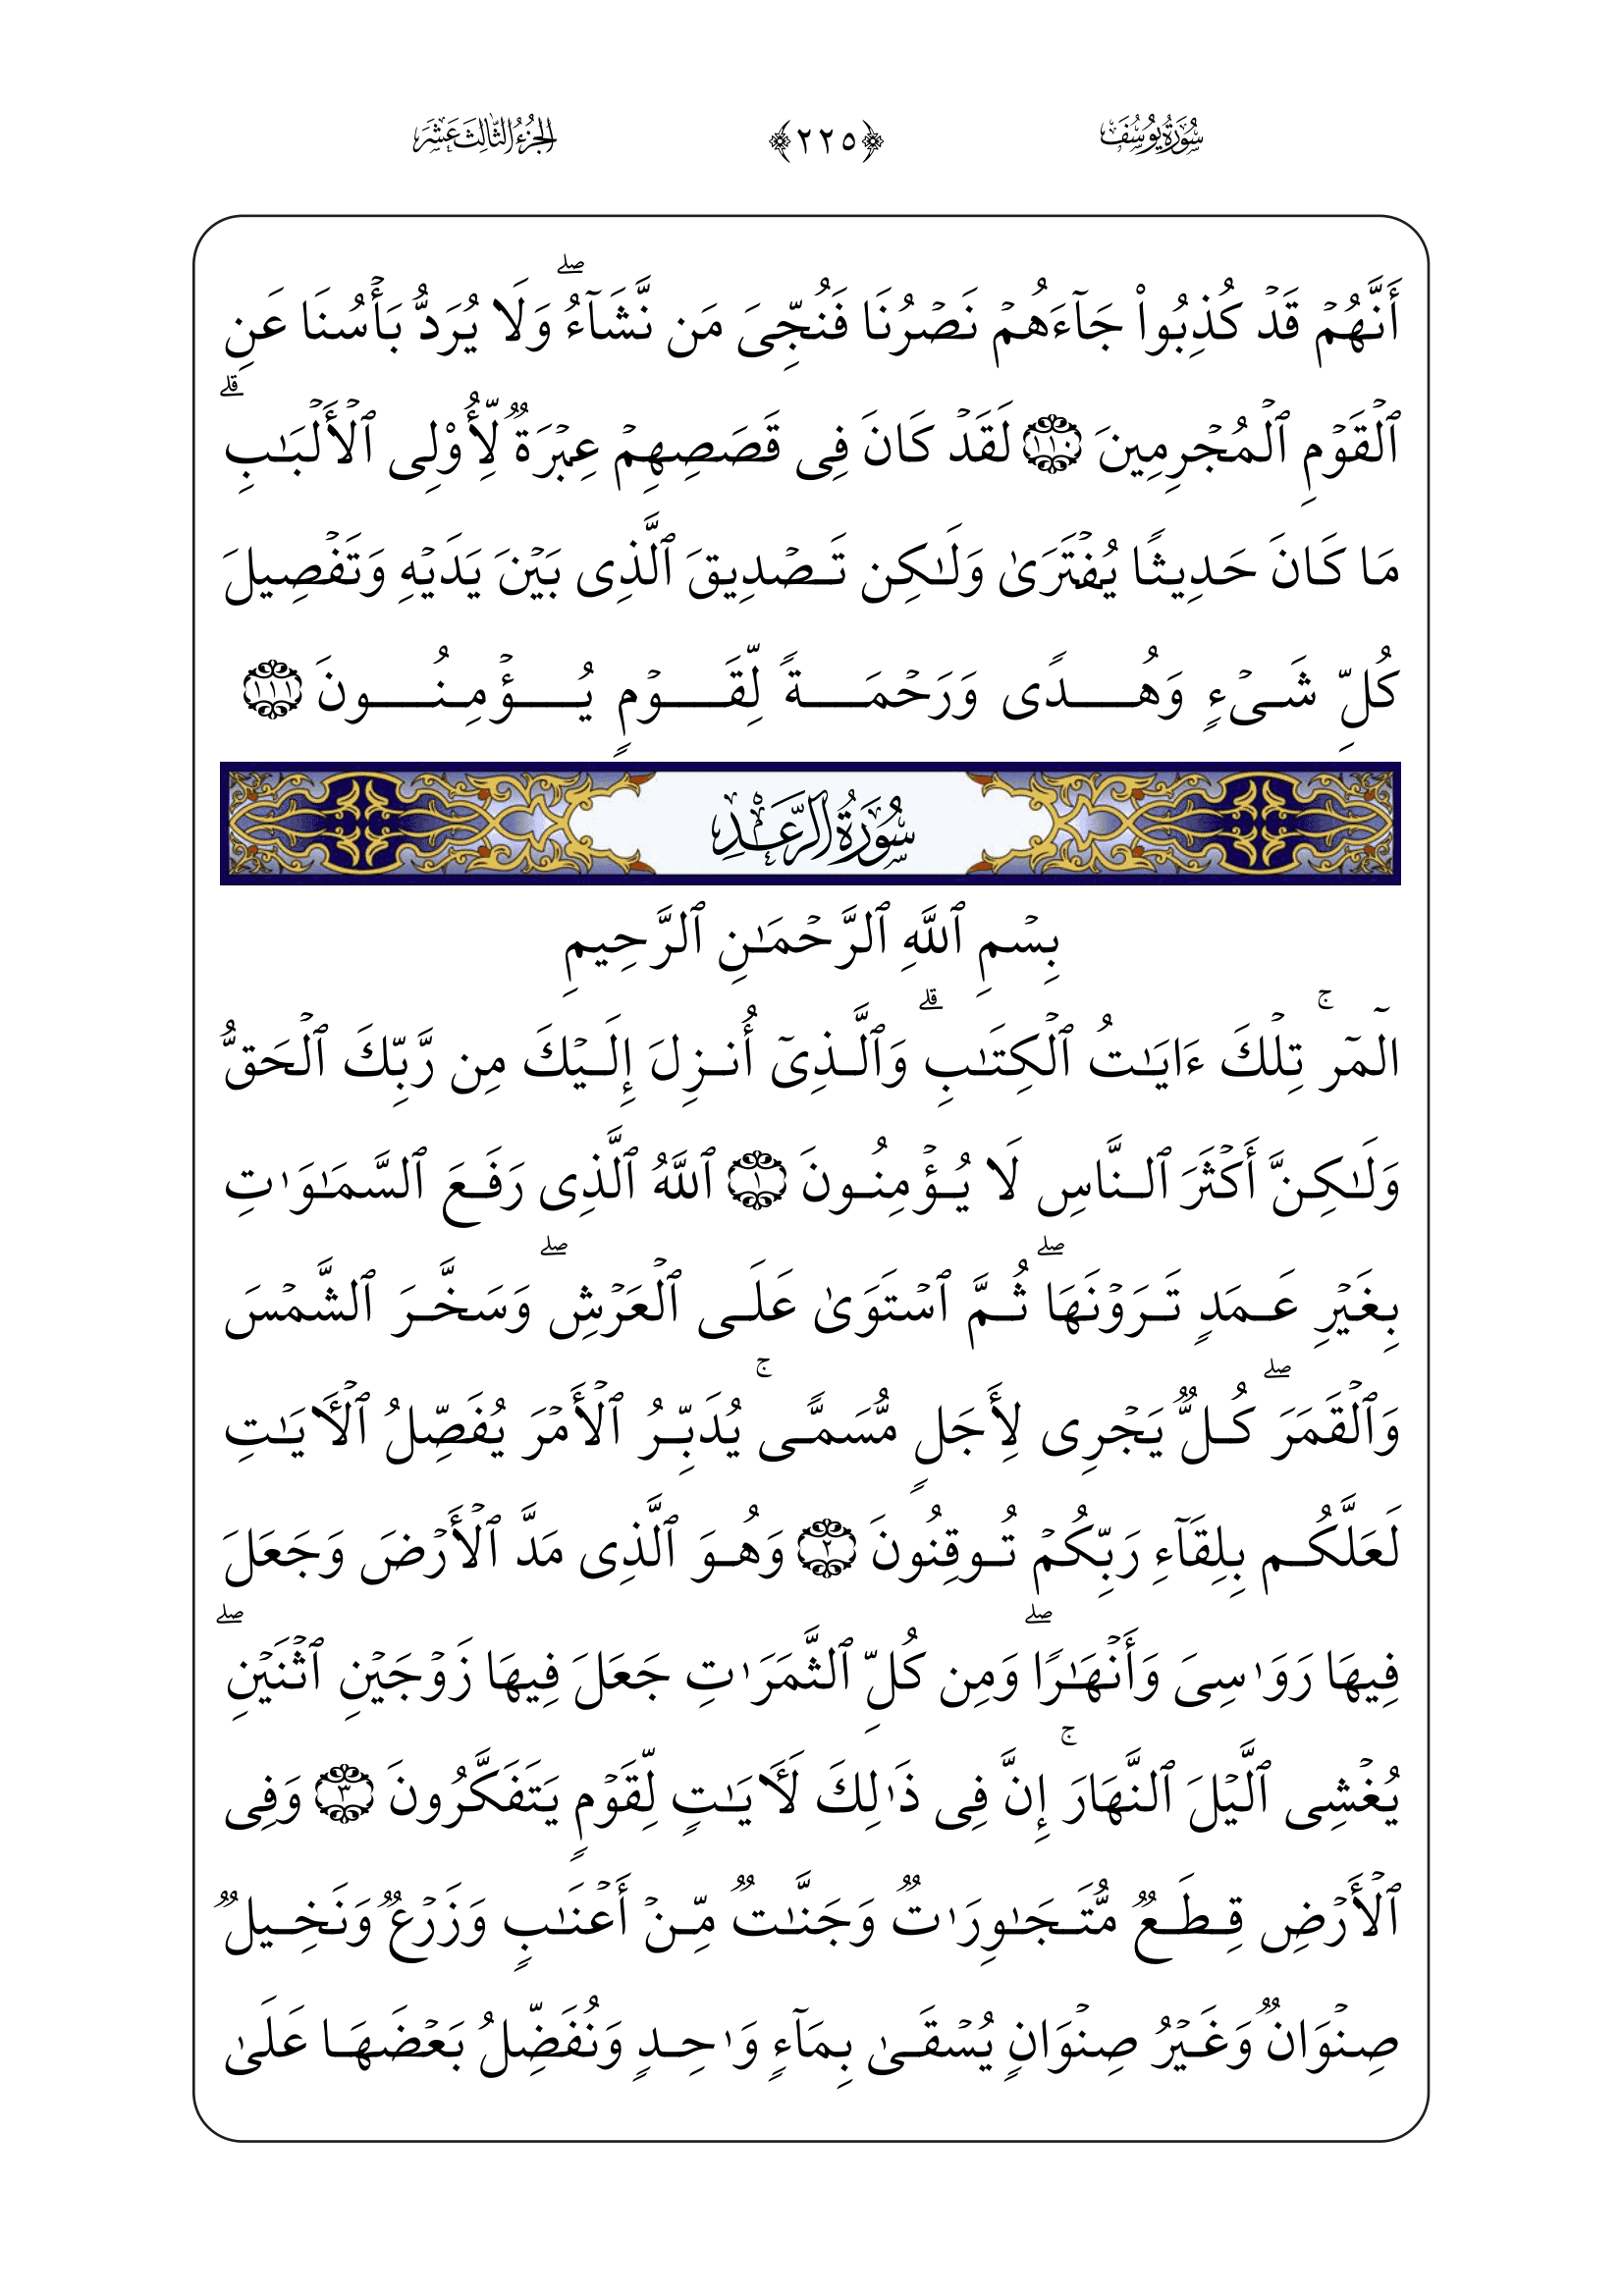 سُورَةُ يُوسُفَ ﴿٢٢٥﴾ الجُزْءُ الثَّالِثَ عَشَرَ
أَنَّهُمۡ قَدۡ كُذِبُواْ جَآءَهُمۡ نَصۡرُنَا فَنُجِّىَ مَن نَّشَآءُۖ وَلَا يُرَدُّ بَأۡسُنَا عَنِ
ٱلۡقَوۡمِ ٱلۡمُجۡرِمِينَ ١١٠ لَقَدۡ كَانَ فِى قَصَصِهِمۡ عِبۡرَةٌ لِّأُوْلِى ٱلۡأَلۡبَٰبِۗ
مَا كَانَ حَدِيثًا يُفۡتَرَىٰ وَلَٰكِن تَصۡدِيقَ ٱلَّذِى بَيۡنَ يَدَيۡهِ وَتَفۡصِيلَ
كُلِّ شَىۡءٍ وَهُدًى وَرَحۡمَةً لِّقَوۡمٍ يُؤۡمِنُونَ ١١١
سُورَةُ الرَّعۡدِ
بِسۡمِ ٱللَّهِ ٱلرَّحۡمَٰنِ ٱلرَّحِيمِ
الٓمٓرۚ تِلۡكَ ءَايَٰتُ ٱلۡكِتَٰبِۗ وَٱلَّذِىٓ أُنزِلَ إِلَيۡكَ مِن رَّبِّكَ ٱلۡحَقُّ
وَلَٰكِنَّ أَكۡثَرَ ٱلنَّاسِ لَا يُؤۡمِنُونَ ١ ٱللَّهُ ٱلَّذِى رَفَعَ ٱلسَّمَٰوَٰتِ
بِغَيۡرِ عَمَدٍ تَرَوۡنَهَاۖ ثُمَّ ٱسۡتَوَىٰ عَلَى ٱلۡعَرۡشِۖ وَسَخَّرَ ٱلشَّمۡسَ
وَٱلۡقَمَرَۖ كُلٌّ يَجۡرِى لِأَجَلٍ مُّسَمًّىۚ يُدَبِّرُ ٱلۡأَمۡرَ يُفَصِّلُ ٱلۡأٓيَٰتِ
لَعَلَّكُم بِلِقَآءِ رَبِّكُمۡ تُوقِنُونَ ٢ وَهُوَ ٱلَّذِى مَدَّ ٱلۡأَرۡضَ وَجَعَلَ
فِيهَا رَوَٰسِىَ وَأَنۡهَٰرًاۖ وَمِن كُلِّ ٱلثَّمَرَٰتِ جَعَلَ فِيهَا زَوۡجَيۡنِ ٱثۡنَيۡنِۖ
يُغۡشِى ٱلَّيۡلَ ٱلنَّهَارَۚ إِنَّ فِى ذَٰلِكَ لَأٓيَٰتٍ لِّقَوۡمٍ يَتَفَكَّرُونَ ٣ وَفِى
ٱلۡأَرۡضِ قِطَعٌ مُّتَجَٰوِرَٰتٌ وَجَنَّٰتٌ مِّنۡ أَعۡنَٰبٍ وَزَرۡعٌ وَنَخِيلٌ
صِنۡوَانٌ وَغَيۡرُ صِنۡوَانٍ يُسۡقَىٰ بِمَآءٍ وَٰحِدٍ وَنُفَضِّلُ بَعۡضَهَا عَلَىٰ